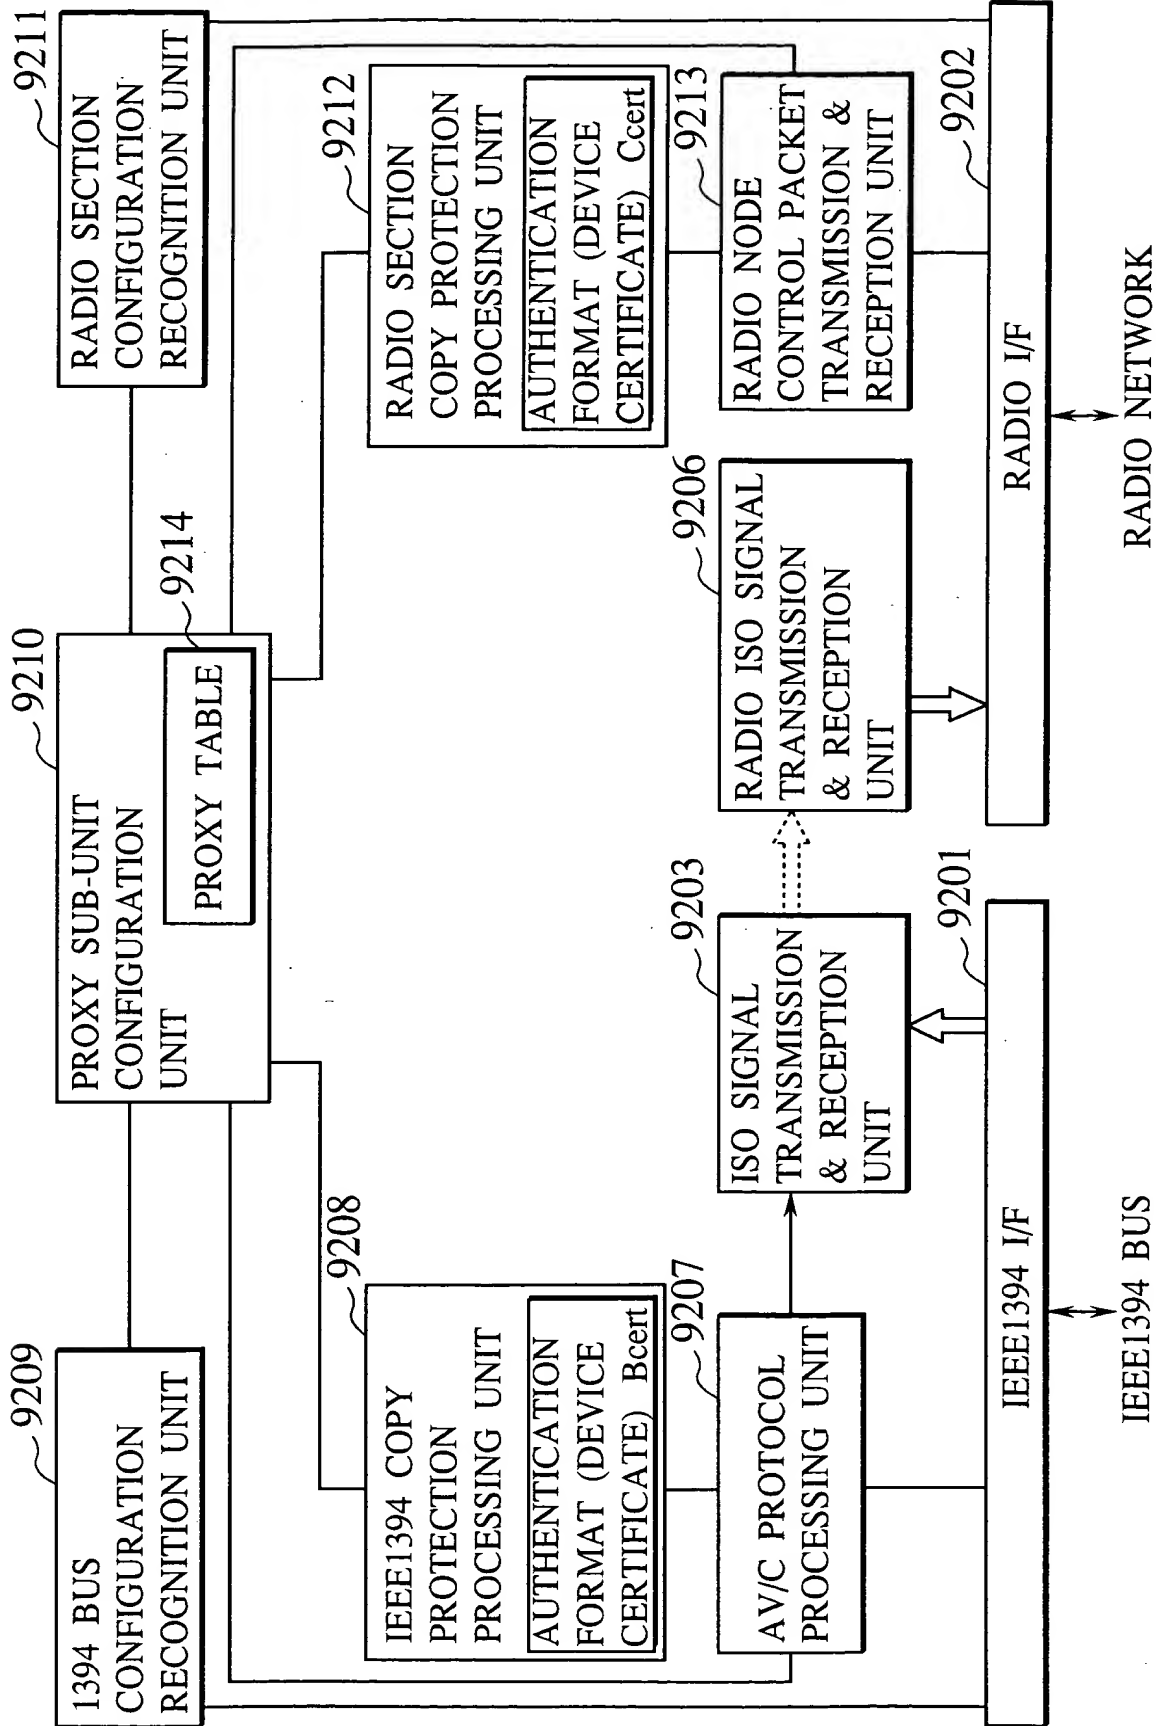 9209
1394 BUS
CONFIGURATION
RECOGNITION UNIT
9210
PROXY SUB-UNIT
CONFIGURATION
UNIT
9214
PROXY TABLE
9211
RADIO SECTION
CONFIGURATION
RECOGNITION UNIT
9208
IEEE1394 COPY
PROTECTION
PROCESSING UNIT
AUTHENTICATION
FORMAT (DEVICE
CERTIFICATE) Bcert
9212
RADIO SECTION
COPY PROTECTION
PROCESSING UNIT
AUTHENTICATION
FORMAT (DEVICE
CERTIFICATE) Ccert
9207
AV/C PROTOCOL
PROCESSING UNIT
9203
ISO SIGNAL
TRANSMISSION
& RECEPTION
UNIT
9206
RADIO ISO SIGNAL
TRANSMISSION
& RECEPTION
UNIT
9213
RADIO NODE
CONTROL PACKET
TRANSMISSION &
RECEPTION UNIT
9201
IEEE1394 I/F
9202
RADIO I/F
IEEE1394 BUS
RADIO NETWORK